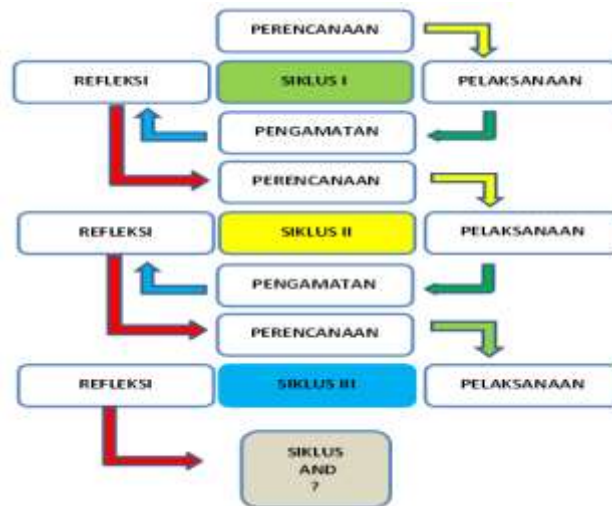 PERENCANAAN
REFLEKSI
SIKLUS I
PELAKSANAAN
PENGAMATAN
PERENCANAAN
REFLEKSI
SIKLUS II
PELAKSANAAN
PENGAMATAN
PERENCANAAN
REFLEKSI
SIKLUS III
PELAKSANAAN
SIKLUS
AND
?